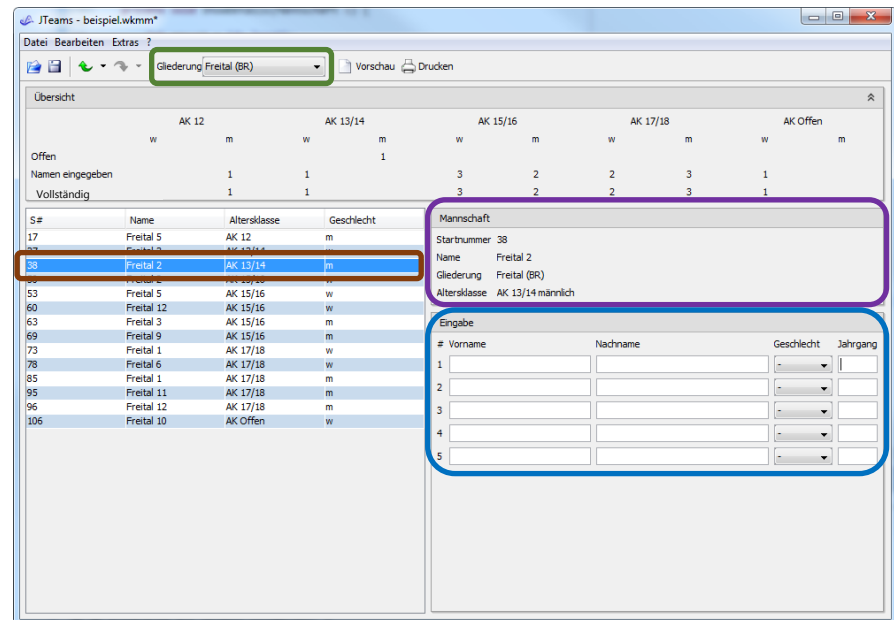 JTeams - beispiel.wkmm*
Datei Bearbeiten Extras ?
Gliederung Freital (BR) Vorschau Drucken
Übersicht
AK 12 AK 13/14 AK 15/16 AK 17/18 AK Offen
w m w m w m w m w m
Offen 1
Namen eingegeben 1 1 3 2 2 3 1
Vollständig 1 1 3 2 2 3 1
S# Name Altersklasse Geschlecht
17 Freital 5 AK 12 m
38 Freital 2 AK 13/14 m
53 Freital 5 AK 15/16 w
60 Freital 12 AK 15/16 w
63 Freital 3 AK 15/16 m
69 Freital 9 AK 15/16 m
73 Freital 1 AK 17/18 w
78 Freital 6 AK 17/18 w
85 Freital 1 AK 17/18 m
95 Freital 11 AK 17/18 m
96 Freital 12 AK 17/18 m
106 Freital 10 AK Offen w
Mannschaft
Startnummer 38
Name Freital 2
Gliederung Freital (BR)
Altersklasse AK 13/14 männlich
Eingabe
# Vorname Nachname Geschlecht Jahrgang
1 -
2 -
3 -
4 -
5 -